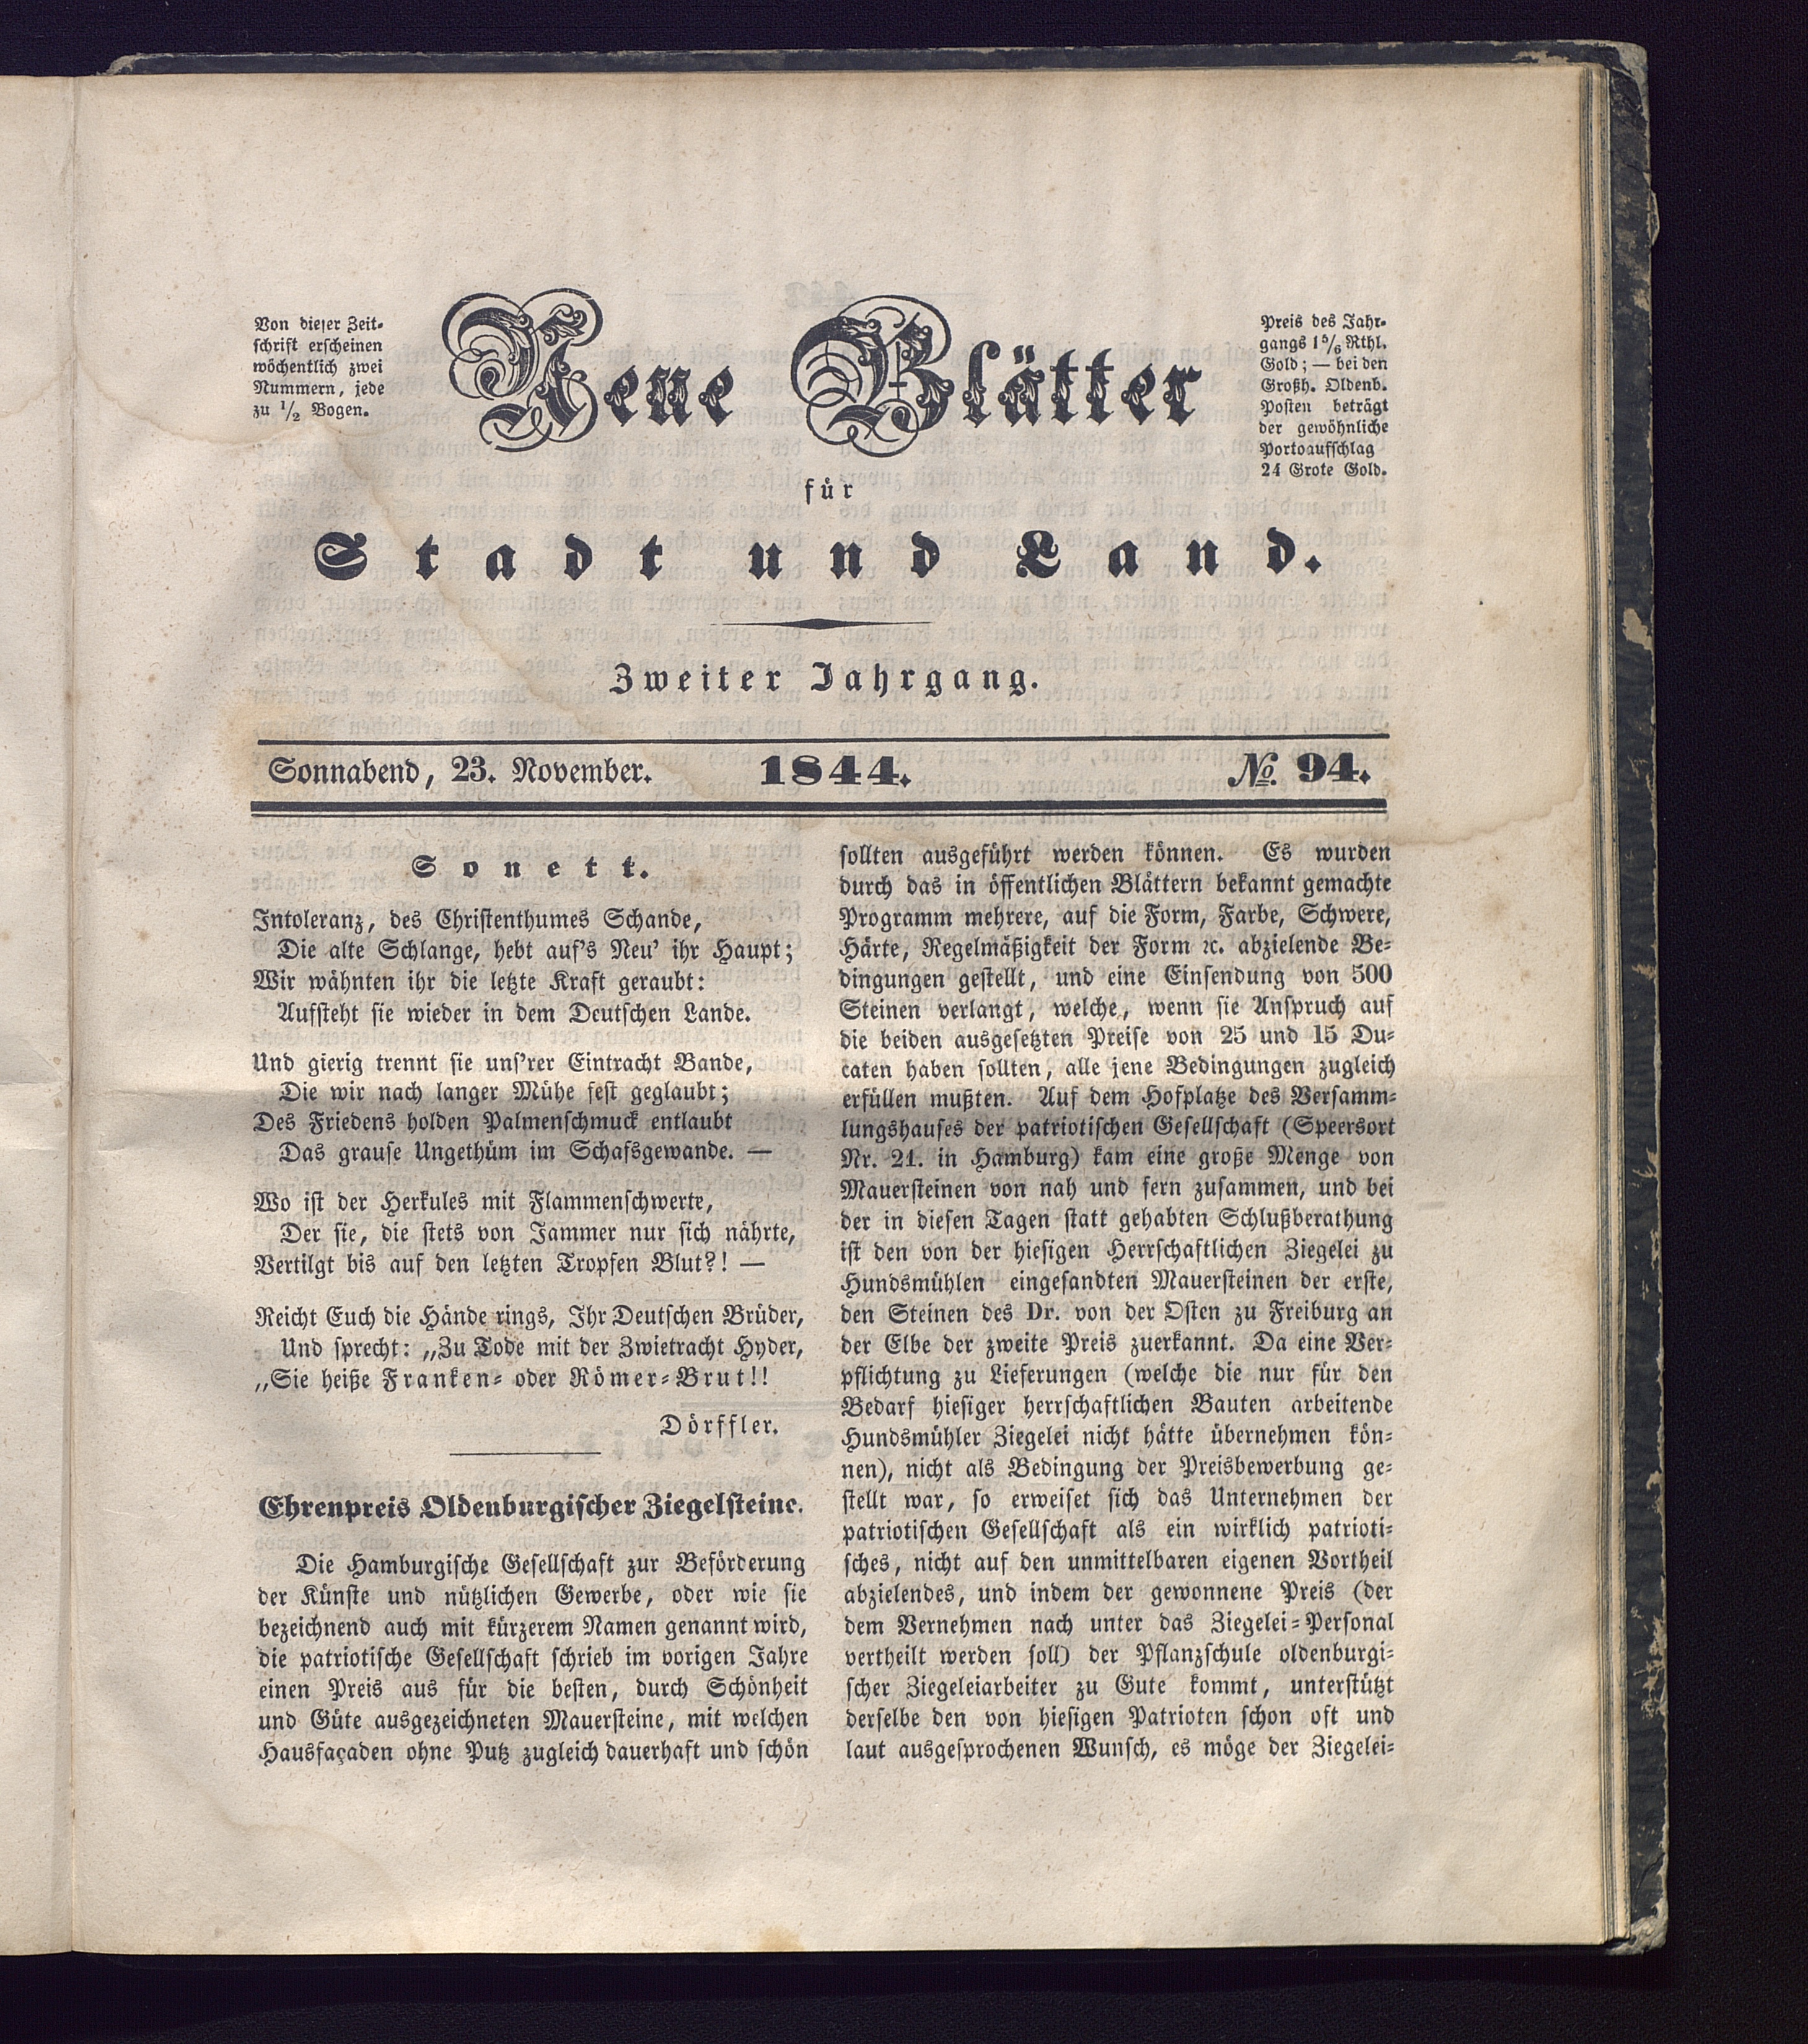 Von dieser Zeit-
schrift erscheinen
wöchentlich zwei
Nummern, jede
zu 1/2 Bogen.
Neue Blätter
Preis des Jahr-
gangs 1 5/6 Rthl.
Gold; — bei den
Großh. Oldenb.
Posten beträgt
der gewöhnliche
Portoaufschlag
24 Grote Gold.
für
Stadt und Land.
Zweiter Jahrgang.
Sonnabend, 23. November. 1844. № 94.
Sonett.
Intoleranz, des Christenthumes Schande,
Die alte Schlange, hebt auf's Neu' ihr Haupt;
Wir wähnten ihr die letzte Kraft geraubt:
Aufsteht sie wieder in dem Deutschen Lande.
Und gierig trennt sie uns'rer Eintracht Bande,
Die wir nach langer Mühe fest geglaubt;
Des Friedens holden Palmenschmuck entlaubt
Das grause Ungethüm im Schafsgewande. —
Wo ist der Herkules mit Flammenschwerte,
Der sie, die stets von Jammer nur sich nährte,
Vertilgt bis auf den letzten Tropfen Blut?! —
Reicht Euch die Hände rings, Ihr Deutschen Brüder,
Und sprecht: „Zu Tode mit der Zwietracht Hyder,
„Sie heiße Franken- oder Römer-Brut!!
Dörffler.
Ehrenpreis Oldenburgischer Ziegelsteine.
Die Hamburgische Gesellschaft zur Beförderung
der Künste und nützlichen Gewerbe, oder wie sie
bezeichnend auch mit kürzerem Namen genannt wird,
die patriotische Gesellschaft schrieb im vorigen Jahre
einen Preis aus für die besten, durch Schönheit
und Güte ausgezeichneten Mauersteine, mit welchen
Hausfaçaden ohne Putz zugleich dauerhaft und schön
sollten ausgeführt werden können. Es wurden
durch das in öffentlichen Blättern bekannt gemachte
Programm mehrere, auf die Form, Farbe, Schwere,
Härte, Regelmäßigkeit der Form ꝛc. abzielende Be-
dingungen gestellt, und eine Einsendung von 500
Steinen verlangt, welche, wenn sie Anspruch auf
die beiden ausgesetzten Preise von 25 und 15 Du-
caten haben sollten, alle jene Bedingungen zugleich
erfüllen mußten. Auf dem Hofplatze des Versamm-
lungshauses der patriotischen Gesellschaft (Speersort
Nr. 21. in Hamburg) kam eine große Menge von
Mauersteinen von nah und fern zusammen, und bei
der in diesen Tagen statt gehabten Schlußberathung
ist den von der hiesigen Herrschaftlichen Ziegelei zu
Hundsmühlen eingesandten Mauersteinen der erste,
den Steinen des Dr. von der Osten zu Freiburg an
der Elbe der zweite Preis zuerkannt. Da eine Ver-
pflichtung zu Lieferungen (welche die nur für den
Bedarf hiesiger herrschaftlichen Bauten arbeitende
Hundsmühler Ziegelei nicht hätte übernehmen kön-
nen), nicht als Bedingung der Preisbewerbung ge-
stellt war, so erweiset sich das Unternehmen der
patriotischen Gesellschaft als ein wirklich patrioti-
sches, nicht auf den unmittelbaren eigenen Vortheil
abzielendes, und indem der gewonnene Preis (der
dem Vernehmen nach unter das Ziegelei-Personal
vertheilt werden soll) der Pflanzschule oldenburgi-
scher Ziegeleiarbeiter zu Gute kommt, unterstützt
derselbe den von hiesigen Patrioten schon oft und
laut ausgesprochenen Wunsch, es möge der Ziegelei-